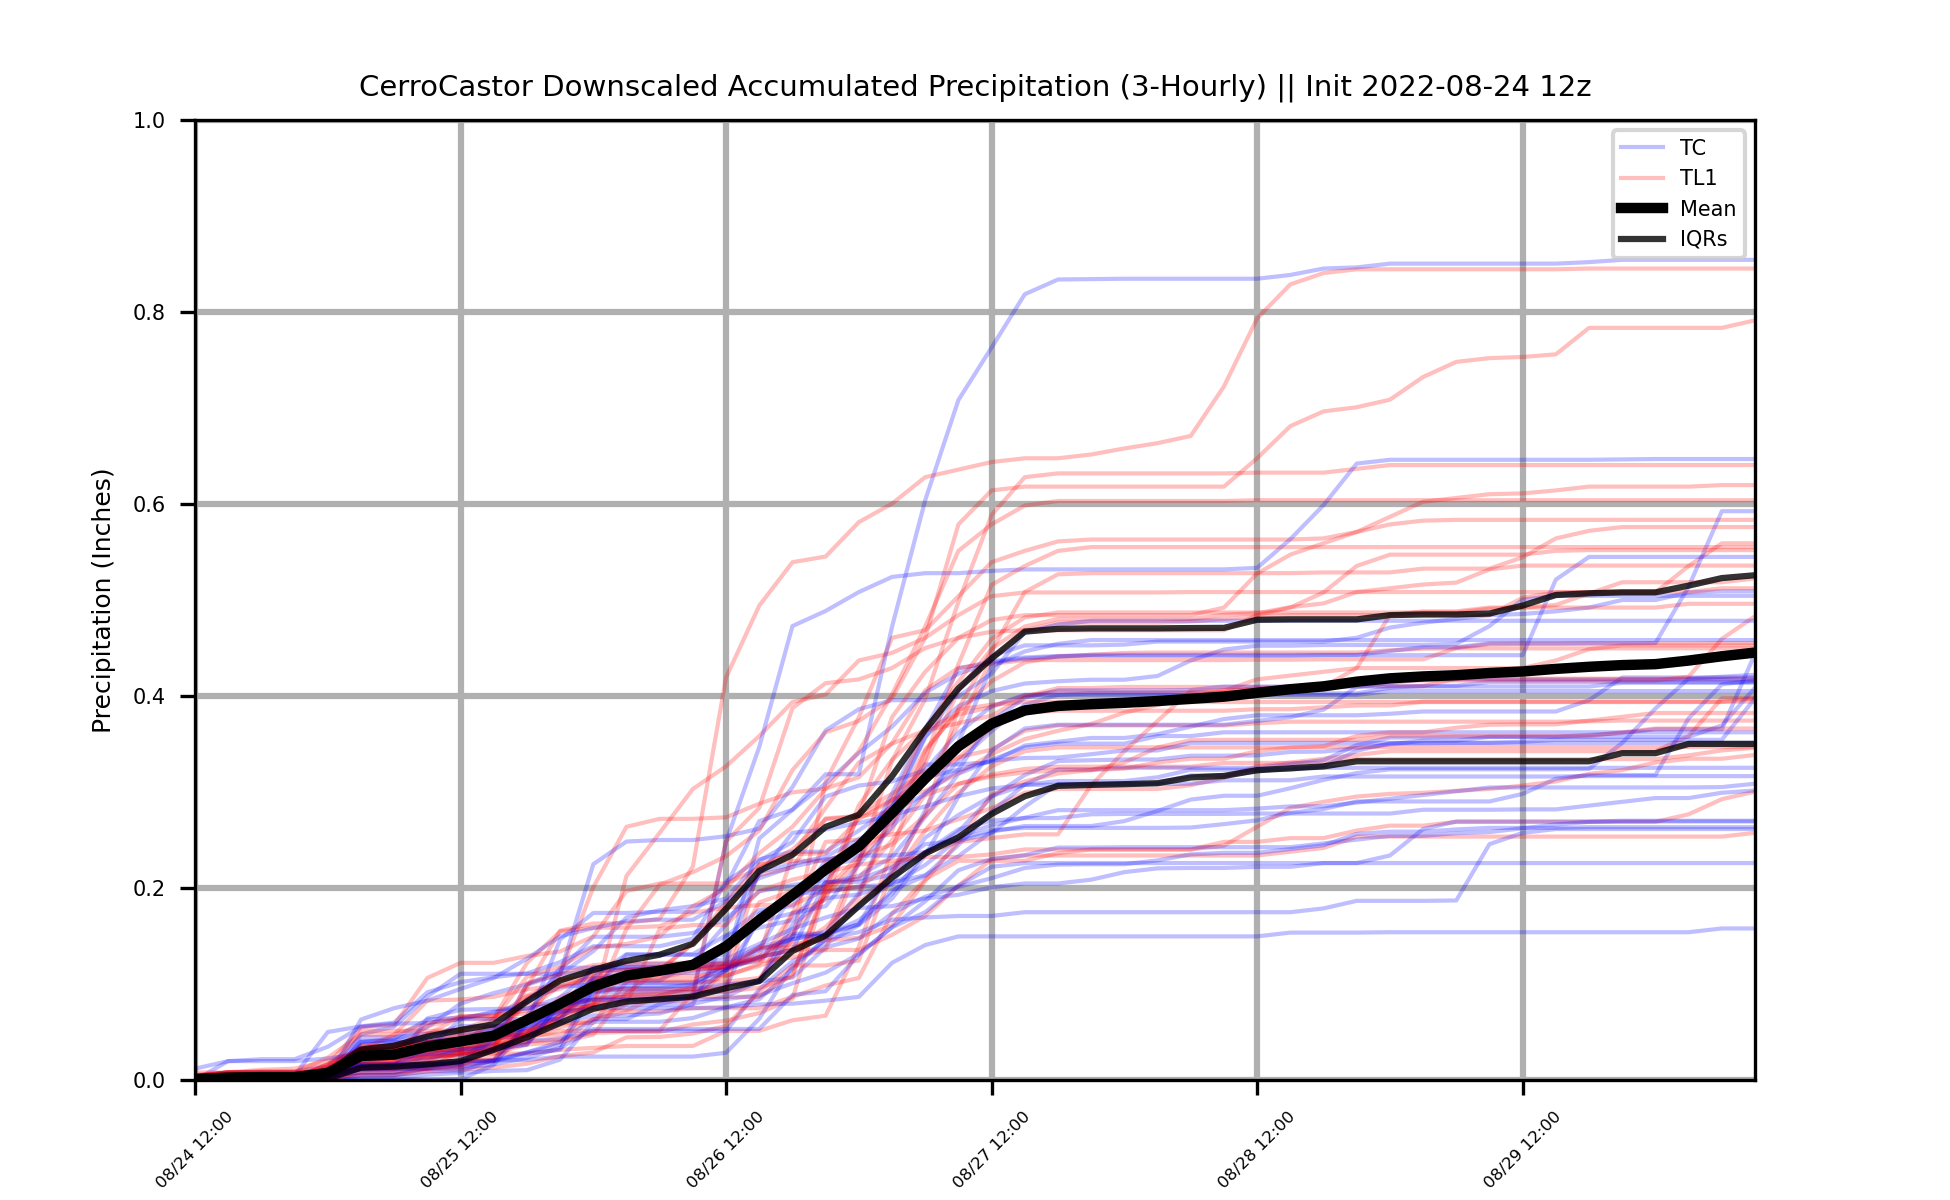 CerroCastor Downscaled Accumulated Precipitation (3-Hourly) || Init 2022-08-24 12z
TC
TL1
Mean
IQRs
Precipitation (Inches)
1.0
0.8
0.6
0.4
0.2
0.0
08/24 12:00
08/25 12:00
08/26 12:00
08/27 12:00
08/28 12:00
08/29 12:00